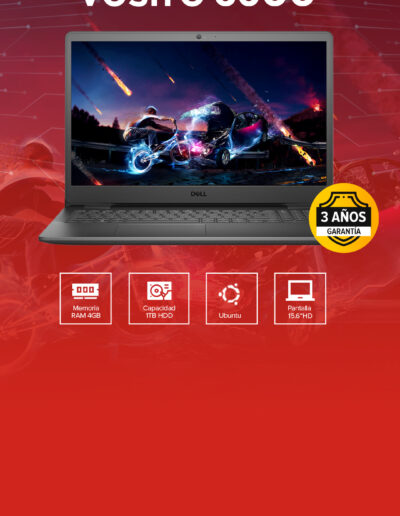 DELL
3 AÑOS
GARANTÍA
Memoria
RAM 4GB
Capacidad
1TB HDD
Ubuntu
Pantalla
15.6"HD